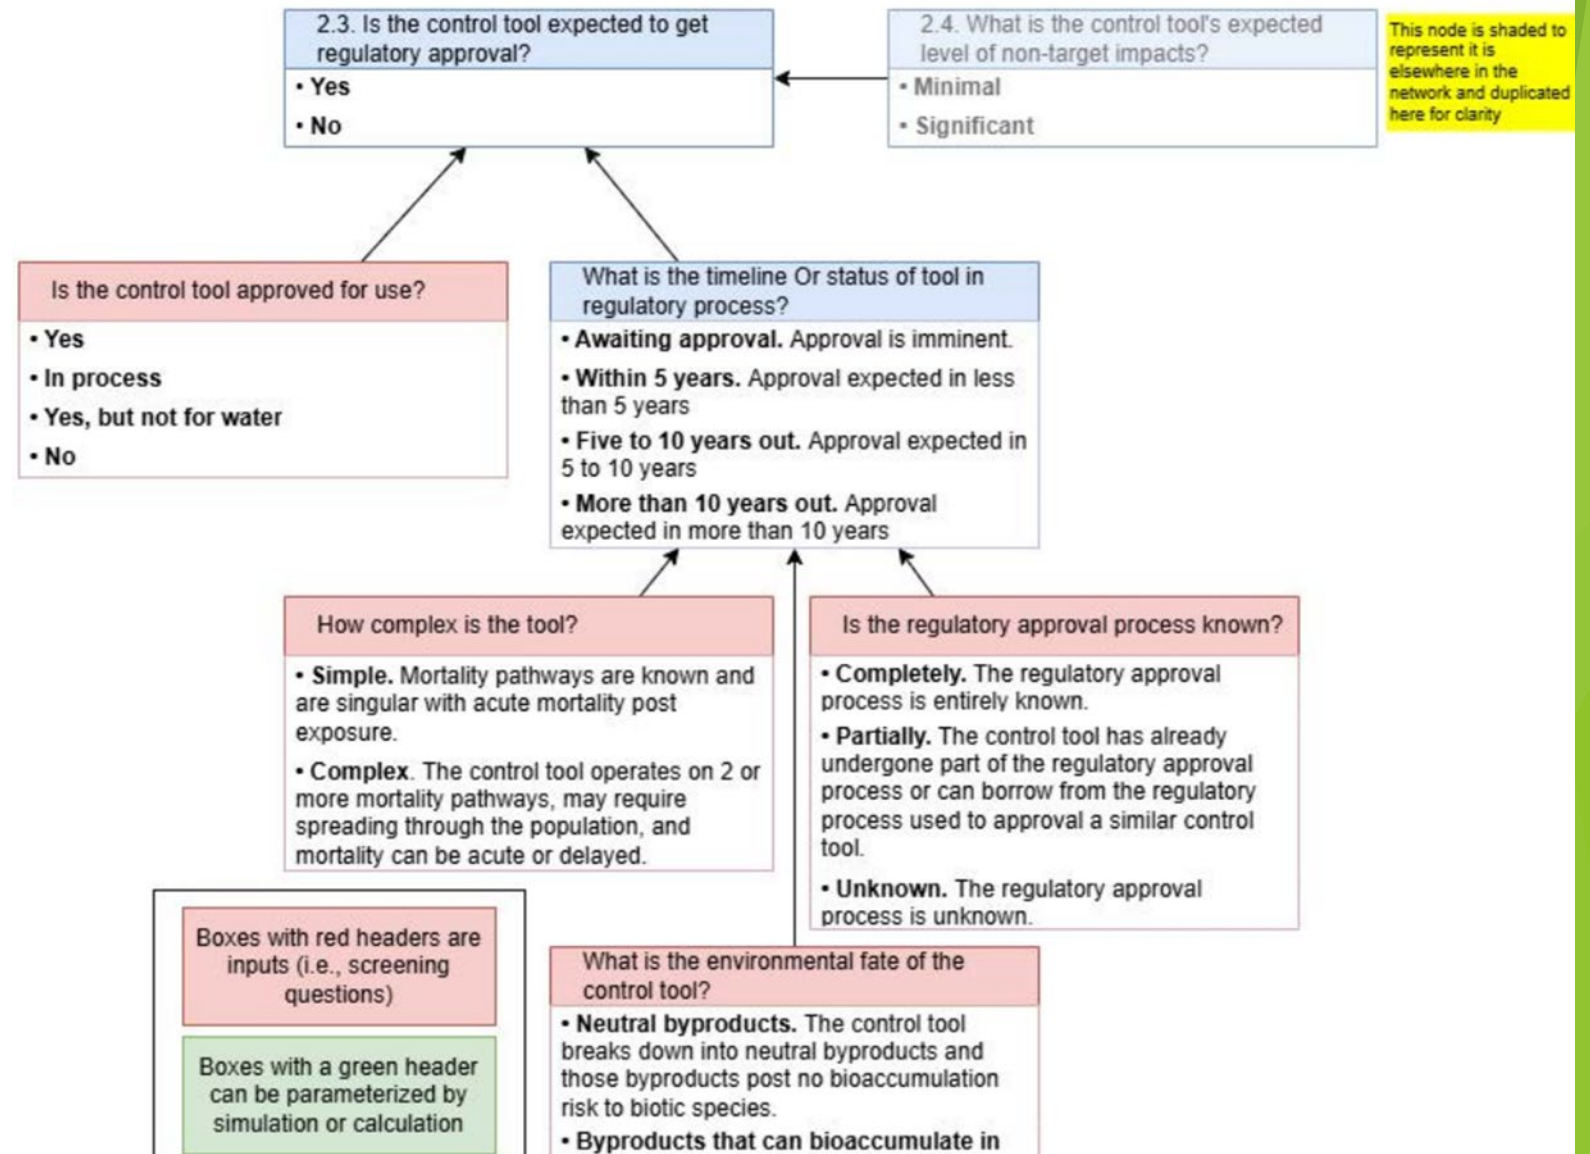 2.3. Is the control tool expected to get
regulatory approval?
• Yes
• No
2.4. What is the control tool's expected
level of non-target impacts?
• Minimal
• Significant
This node is shaded to
represent it is
elsewhere in the
network and duplicated
here for clarity
Is the control tool approved for use?
• Yes
• In process
• Yes, but not for water
• No
What is the timeline Or status of tool in
regulatory process?
• Awaiting approval. Approval is imminent.
• Within 5 years. Approval expected in less
than 5 years
• Five to 10 years out. Approval expected in
5 to 10 years
• More than 10 years out. Approval
expected in more than 10 years
How complex is the tool?
• Simple. Mortality pathways are known and
are singular with acute mortality post
exposure.
• Complex. The control tool operates on 2 or
more mortality pathways, may require
spreading through the population, and
mortality can be acute or delayed.
Is the regulatory approval process known?
• Completely. The regulatory approval
process is entirely known.
• Partially. The control tool has already
undergone part of the regulatory approval
process or can borrow from the regulatory
process used to approval a similar control
tool.
• Unknown. The regulatory approval
process is unknown.
Boxes with red headers are
inputs (i.e., screening
questions)
Boxes with a green header
can be parameterized by
simulation or calculation
What is the environmental fate of the
control tool?
• Neutral byproducts. The control tool
breaks down into neutral byproducts and
those byproducts post no bioaccumulation
risk to biotic species.
• Byproducts that can bioaccumulate in